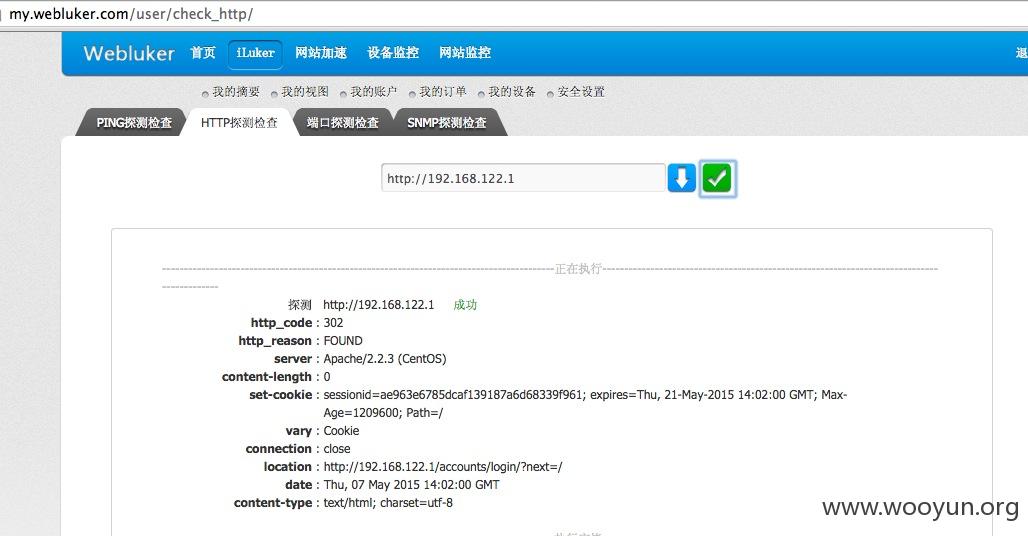 my.webluker.com/user/check_http/
Webluker 首页 iLuker 网站加速 设备监控 网站监控
我的摘要 我的视图 我的账户 我的订单 我的设备 安全设置
PING探测检查 HTTP探测检查 端口探测检查 SNMP探测检查
http://192.168.122.1
正在执行
探测 http://192.168.122.1 成功
http_code : 302
http_reason : FOUND
server : Apache/2.2.3 (CentOS)
content-length : 0
set-cookie : sessionid=ae963e6785dcaf139187a6d68339f961; expires=Thu, 21-May-2015 14:02:00 GMT; Max-
Age=1209600; Path=/
vary : Cookie
connection : close
location : http://192.168.122.1/accounts/login/?next=/
date : Thu, 07 May 2015 14:02:00 GMT
content-type : text/html; charset=utf-8
www.wooyun.org